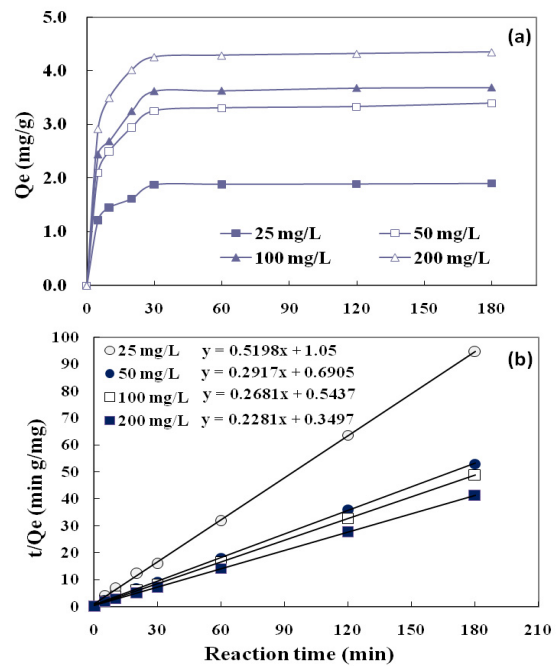 5.0
(a)
4.0
3.0
2.0
1.0
0.0
Qe (mg/g)
25 mg/L
50 mg/L
100 mg/L
200 mg/L
0
30
60
90
120
150
180
100
90
80
70
60
50
40
30
20
10
0
t/Qe (min g/mg)
(b)
25 mg/L y = 0.5198x + 1.05
50 mg/L y = 0.2917x + 0.6905
100 mg/L y = 0.2681x + 0.5437
200 mg/L y = 0.2281x + 0.3497
0
30
60
90
120
150
180
210
Reaction time (min)